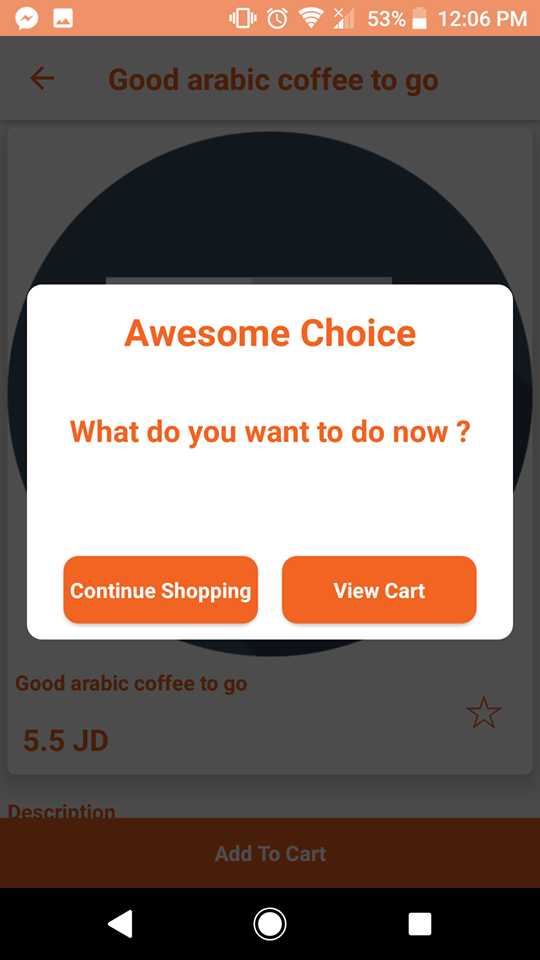 53% 12:06 PM
Good arabic coffee to go
Awesome Choice
What do you want to do now ?
Continue Shopping View Cart
Good arabic coffee to go
5.5 JD
Description
Add To Cart